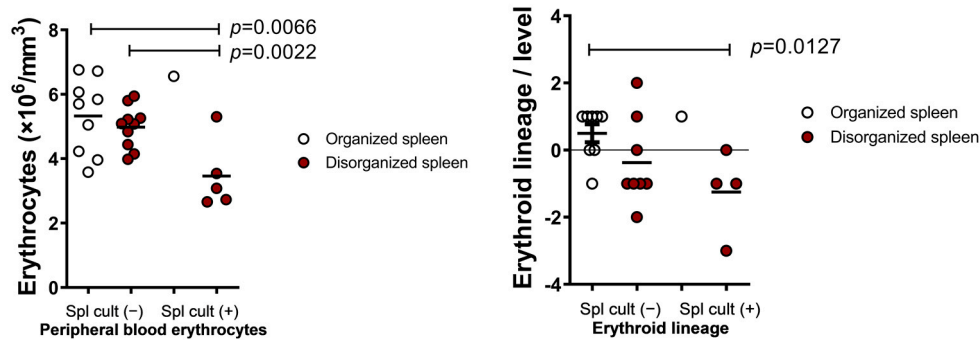 Erythrocytes (×10⁶/mm³)
8
6
4
2
0
p=0.0066
p=0.0022
Organized spleen
Disorganized spleen
Spl cult (−) Spl cult (+)
Peripheral blood erythrocytes
Erythroid lineage / level
4
2
0
-2
-4
p=0.0127
Organized spleen
Disorganized spleen
Spl cult (−) Spl cult (+)
Erythroid lineage